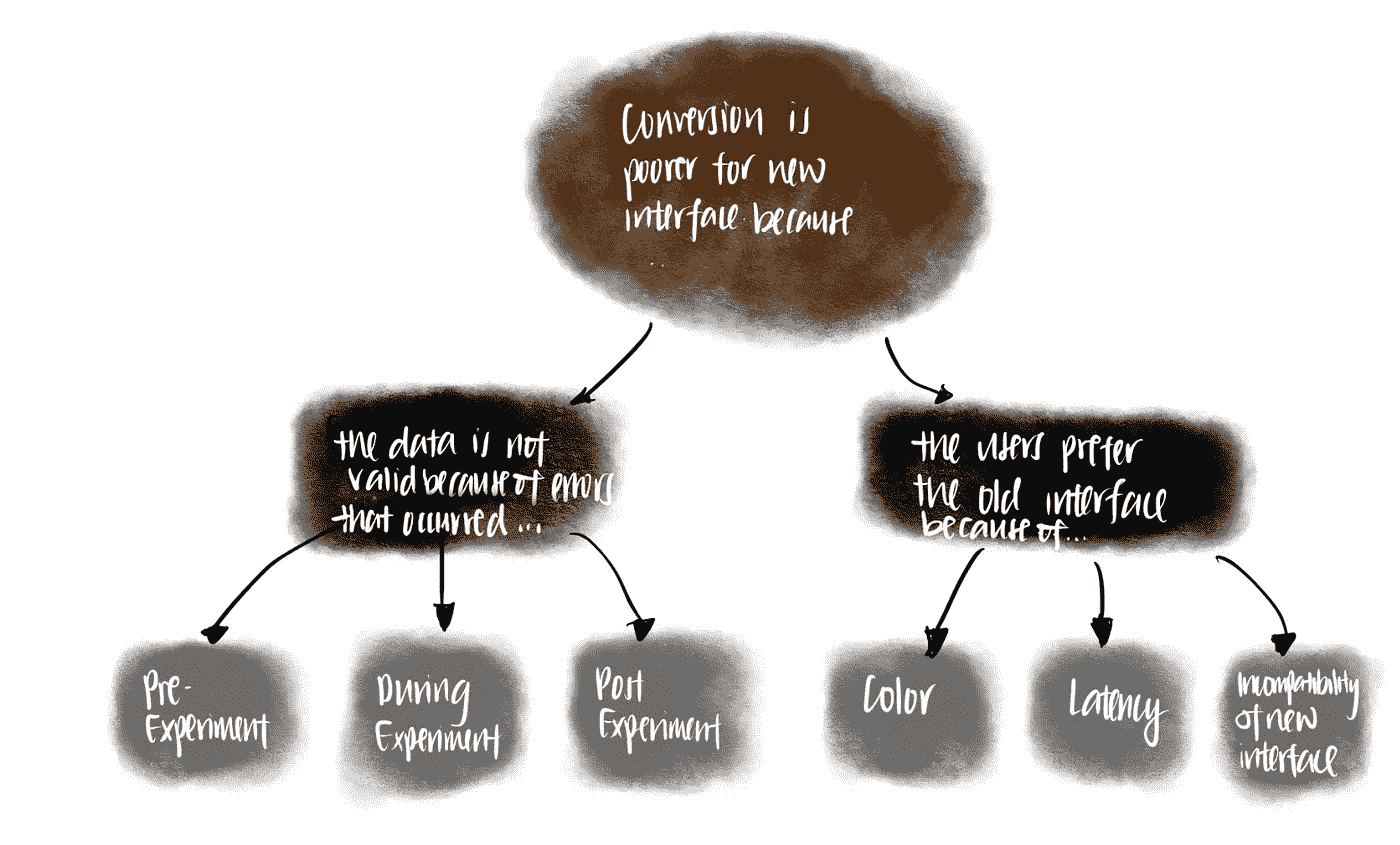 Conversion is
poorer for new
interface because
the data is not
valid because of errors
that occurred...
the users prefer
the old interface
because of...
Pre-
Experiment
During
Experiment
Post
Experiment
Color
Latency
Incompatibility
of new
interface